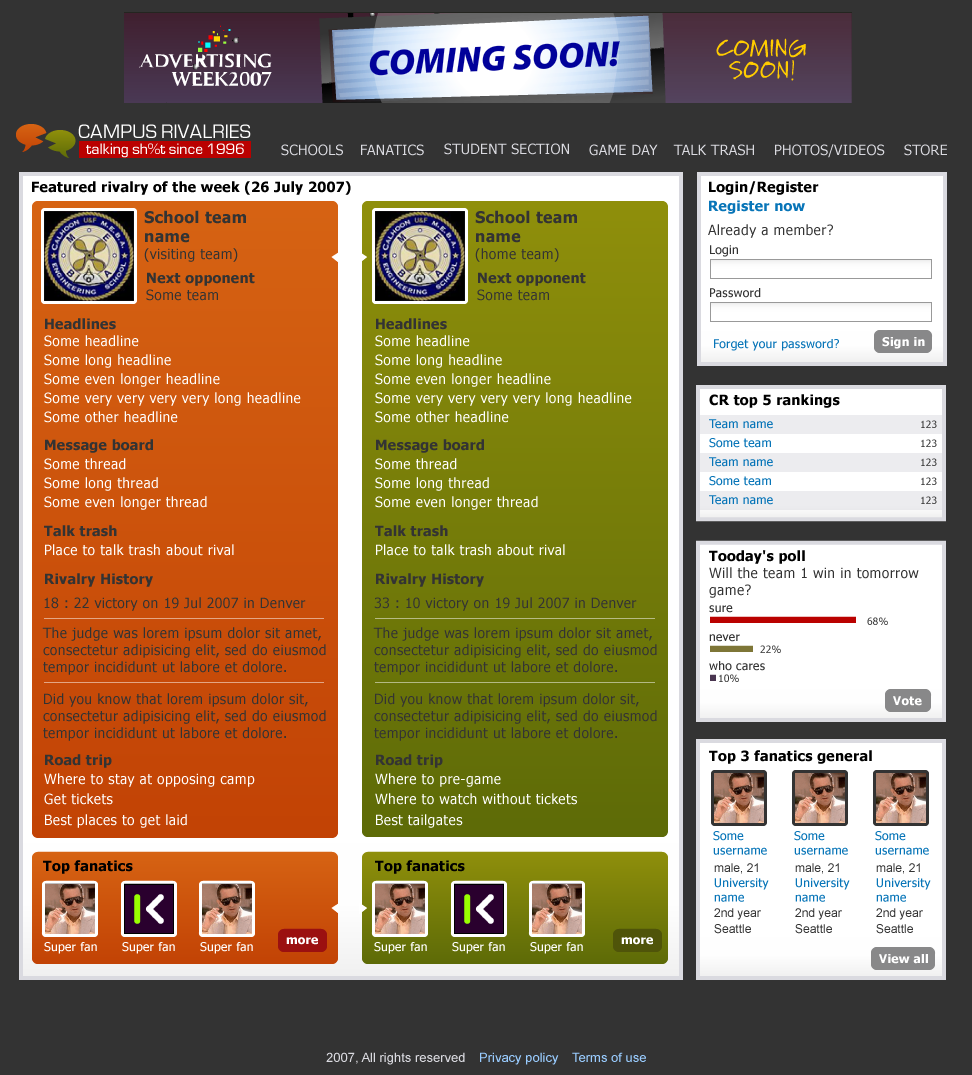 ADVERTISING
WEEK2007
COMING SOON!
COMING
SOON!
CAMPUS RIVALRIES
talking sh%t since 1996
SCHOOLS FANATICS STUDENT SECTION GAME DAY TALK TRASH PHOTOS/VIDEOS STORE
Featured rivalry of the week (26 July 2007)
CALHOON U&F M.E.B.A.
ENGINEERING SCHOOL
M E B A
School team
name
(visiting team)
Next opponent
Some team
Headlines
Some headline
Some long headline
Some even longer headline
Some very very very very long headline
Some other headline
Message board
Some thread
Some long thread
Some even longer thread
Talk trash
Place to talk trash about rival
Rivalry History
18 : 22 victory on 19 Jul 2007 in Denver
The judge was lorem ipsum dolor sit amet,
consectetur adipisicing elit, sed do eiusmod
tempor incididunt ut labore et dolore.
Did you know that lorem ipsum dolor sit,
consectetur adipisicing elit, sed do eiusmod
tempor incididunt ut labore et dolore.
Road trip
Where to stay at opposing camp
Get tickets
Best places to get laid
CALHOON U&F M.E.B.A.
ENGINEERING SCHOOL
M E B A
School team
name
(home team)
Next opponent
Some team
Headlines
Some headline
Some long headline
Some even longer headline
Some very very very very long headline
Some other headline
Message board
Some thread
Some long thread
Some even longer thread
Talk trash
Place to talk trash about rival
Rivalry History
33 : 10 victory on 19 Jul 2007 in Denver
The judge was lorem ipsum dolor sit amet,
consectetur adipisicing elit, sed do eiusmod
tempor incididunt ut labore et dolore.
Did you know that lorem ipsum dolor sit,
consectetur adipisicing elit, sed do eiusmod
tempor incididunt ut labore et dolore.
Road trip
Where to pre-game
Where to watch without tickets
Best tailgates
Top fanatics
Super fan Super fan Super fan
more
Top fanatics
Super fan Super fan Super fan
more
Login/Register
Register now
Already a member?
Login
Password
Forget your password? Sign in
CR top 5 rankings
Team name 123
Some team 123
Team name 123
Some team 123
Team name 123
Tooday's poll
Will the team 1 win in tomorrow
game?
sure
68%
never
22%
who cares
10%
Vote
Top 3 fanatics general
Some Some Some
username username username
male, 21 male, 21 male, 21
University University University
name name name
2nd year 2nd year 2nd year
Seattle Seattle Seattle
View all
2007, All rights reserved Privacy policy Terms of use